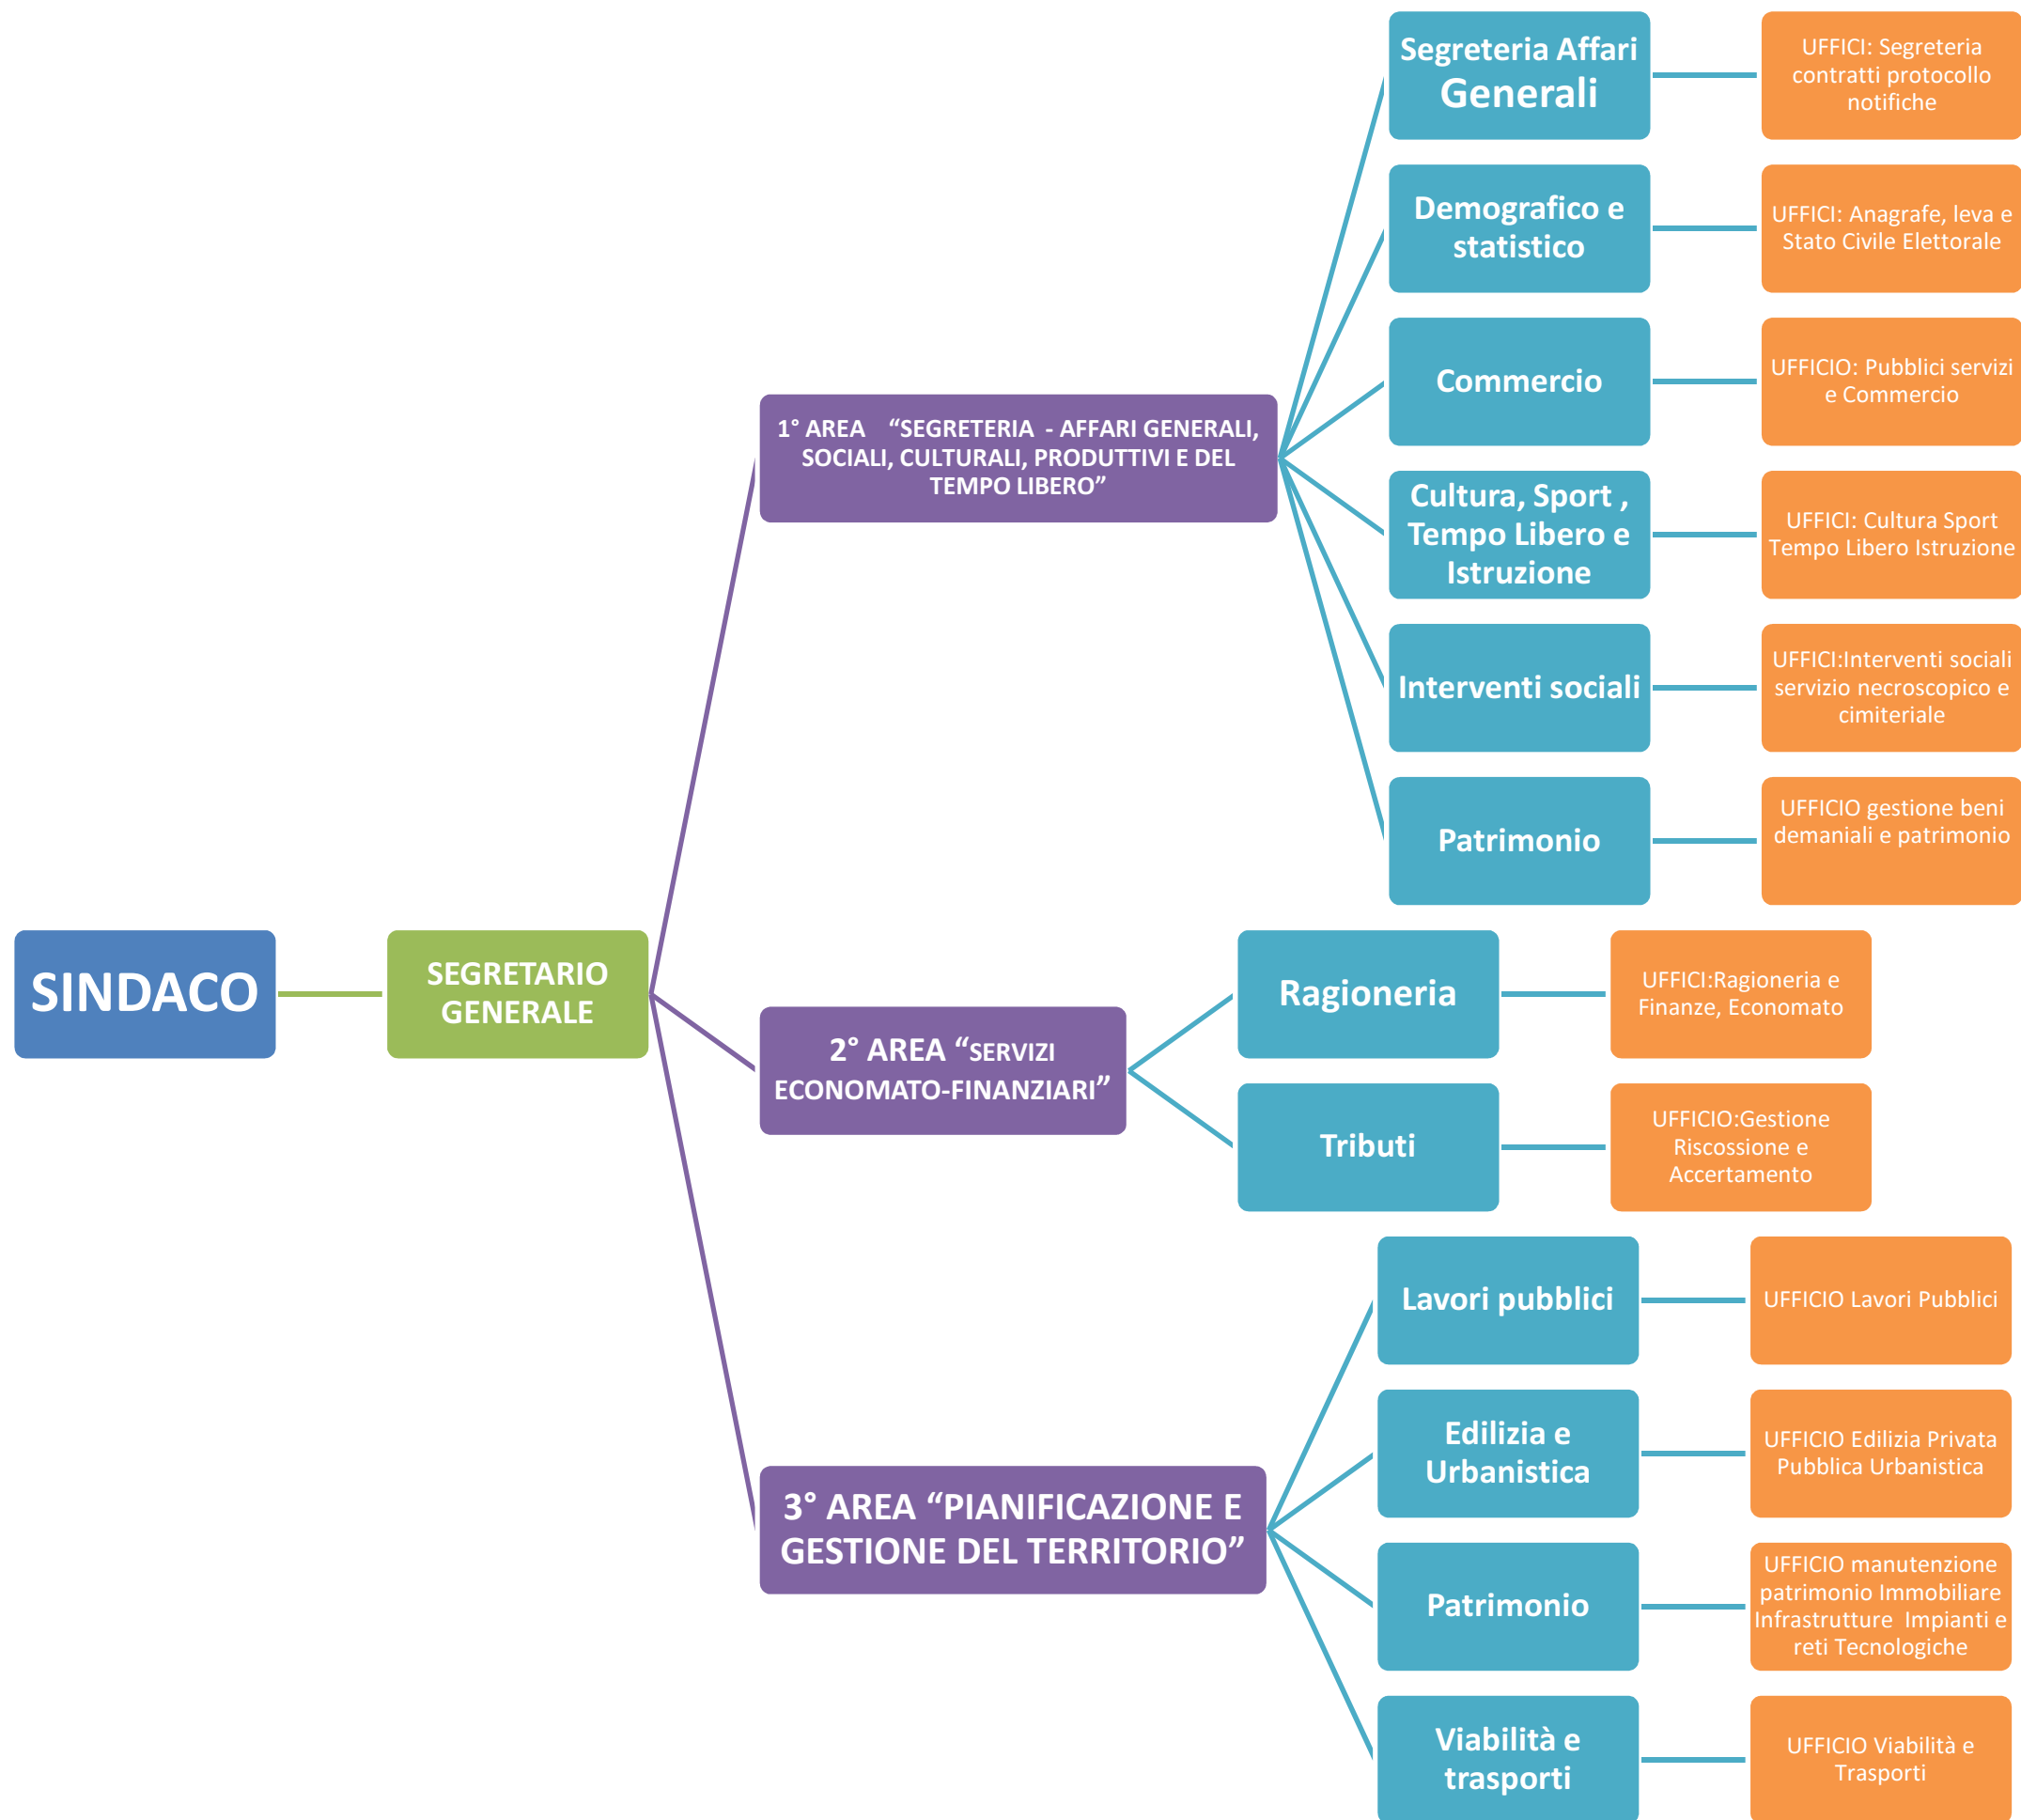 SINDACO
SEGRETARIO
GENERALE
1° AREA “SEGRETERIA - AFFARI GENERALI,
SOCIALI, CULTURALI, PRODUTTIVI E DEL
TEMPO LIBERO”
Segreteria Affari
Generali
UFFICI: Segreteria
contratti protocollo
notifiche
Demografico e
statistico
UFFICI: Anagrafe, leva e
Stato Civile Elettorale
Commercio
UFFICIO: Pubblici servizi
e Commercio
Cultura, Sport ,
Tempo Libero e
Istruzione
UFFICI: Cultura Sport
Tempo Libero Istruzione
Interventi sociali
UFFICI:Interventi sociali
servizio necroscopico e
cimiteriale
Patrimonio
UFFICIO gestione beni
demaniali e patrimonio
2° AREA “SERVIZI
ECONOMATO-FINANZIARI”
Ragioneria
UFFICI:Ragioneria e
Finanze, Economato
Tributi
UFFICIO:Gestione
Riscossione e
Accertamento
3° AREA “PIANIFICAZIONE E
GESTIONE DEL TERRITORIO”
Lavori pubblici
UFFICIO Lavori Pubblici
Edilizia e
Urbanistica
UFFICIO Edilizia Privata
Pubblica Urbanistica
Patrimonio
UFFICIO manutenzione
patrimonio Immobiliare
Infrastrutture Impianti e
reti Tecnologiche
Viabilità e
trasporti
UFFICIO Viabilità e
Trasporti